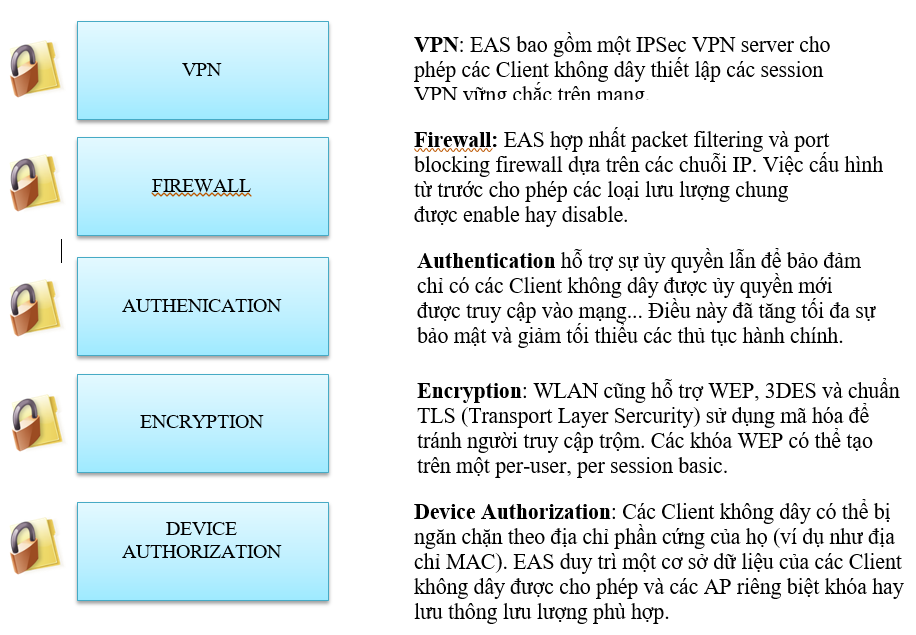 VPN
VPN: EAS bao gồm một IPSec VPN server cho
phép các Client không dây thiết lập các session
VPN vững chắc trên mạng.
FIREWALL
Firewall: EAS hợp nhất packet filtering và port
blocking firewall dựa trên các chuỗi IP. Việc cấu hình
từ trước cho phép các loại lưu lượng chung
được enable hay disable.
AUTHENICATION
Authentication hỗ trợ sự ủy quyền lẫn để bảo đảm
chỉ có các Client không dây được ủy quyền mới
được truy cập vào mạng... Điều này đã tăng tối đa sự
bảo mật và giảm tối thiểu các thủ tục hành chính.
ENCRYPTION
Encryption: WLAN cũng hỗ trợ WEP, 3DES và chuẩn
TLS (Transport Layer Sercurity) sử dụng mã hóa để
tránh người truy cập trộm. Các khóa WEP có thể tạo
trên một per-user, per session basic.
DEVICE
AUTHORIZATION
Device Authorization: Các Client không dây có thể bị
ngăn chặn theo địa chỉ phần cứng của họ (ví dụ như địa
chỉ MAC). EAS duy trì một cơ sở dữ liệu của các Client
không dây được cho phép và các AP riêng biệt khóa hay
lưu thông lưu lượng phù hợp.